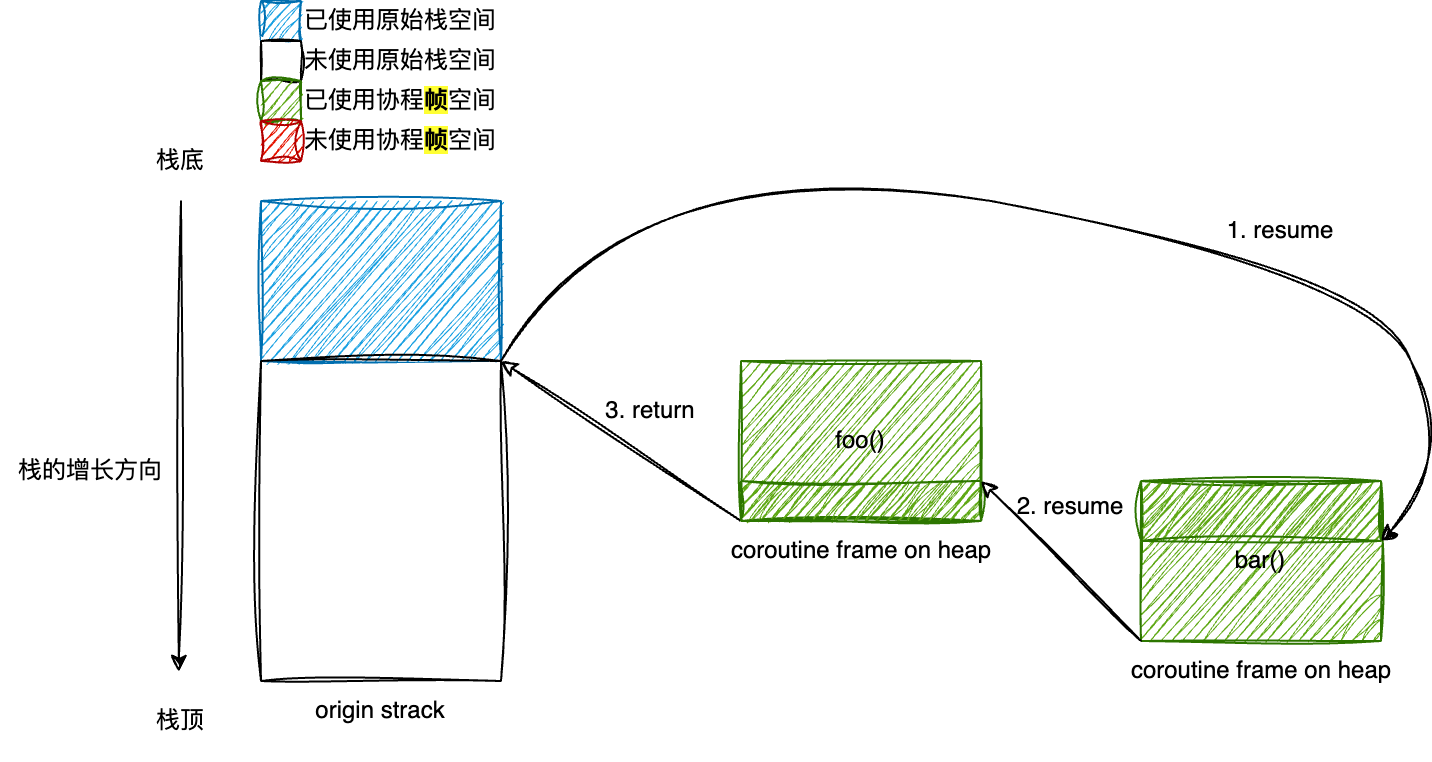 已使用原始栈空间
未使用原始栈空间
已使用协程帧空间
未使用协程帧空间
栈底
1. resume
3. return
foo()
栈的增长方向
2. resume
coroutine frame on heap
bar()
coroutine frame on heap
origin strack
栈顶